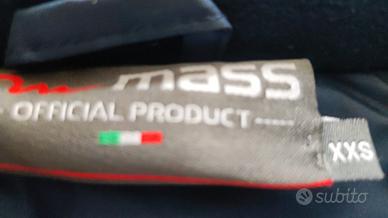 mass
- OFFICIAL PRODUCT -----
XXS
subito